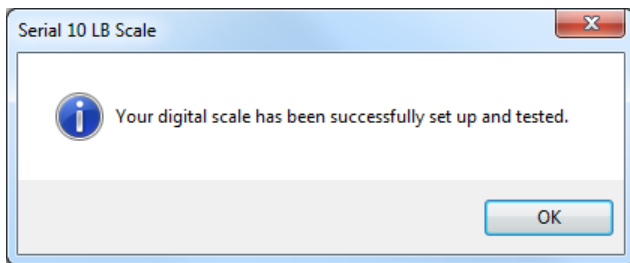 Serial 10 LB Scale
Your digital scale has been successfully set up and tested.
OK